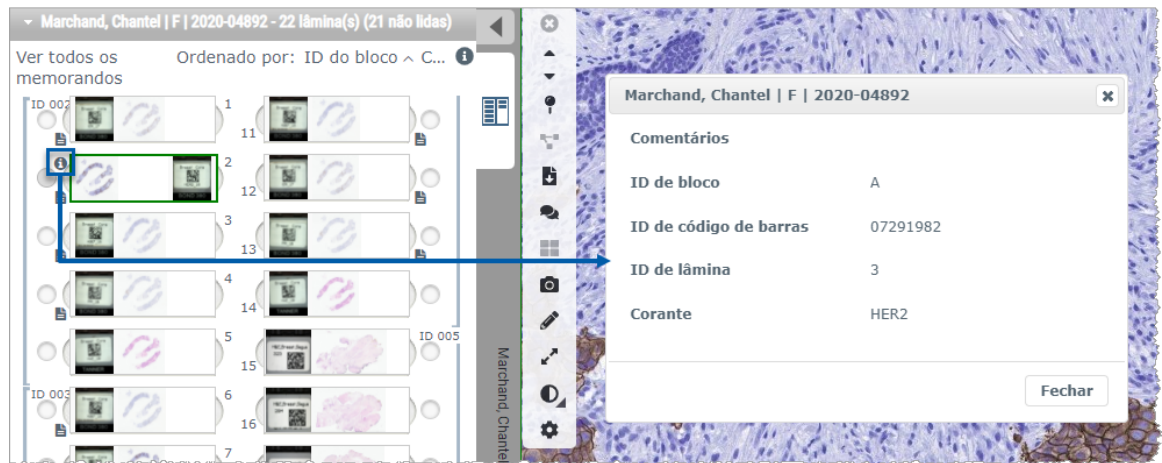 Marchand, Chantel | F | 2020-04892 - 22 lâmina(s) (21 não lidas)
Ver todos os memorandos
Ordenado por: ID do bloco ^ C...
ID 002
1
11
2
12
3
13
4
14
5
15
ID 005
ID 003
6
16
7
Marchand, Chantel
Marchand, Chantel | F | 2020-04892
Comentários
ID de bloco A
ID de código de barras 07291982
ID de lâmina 3
Corante HER2
Fechar